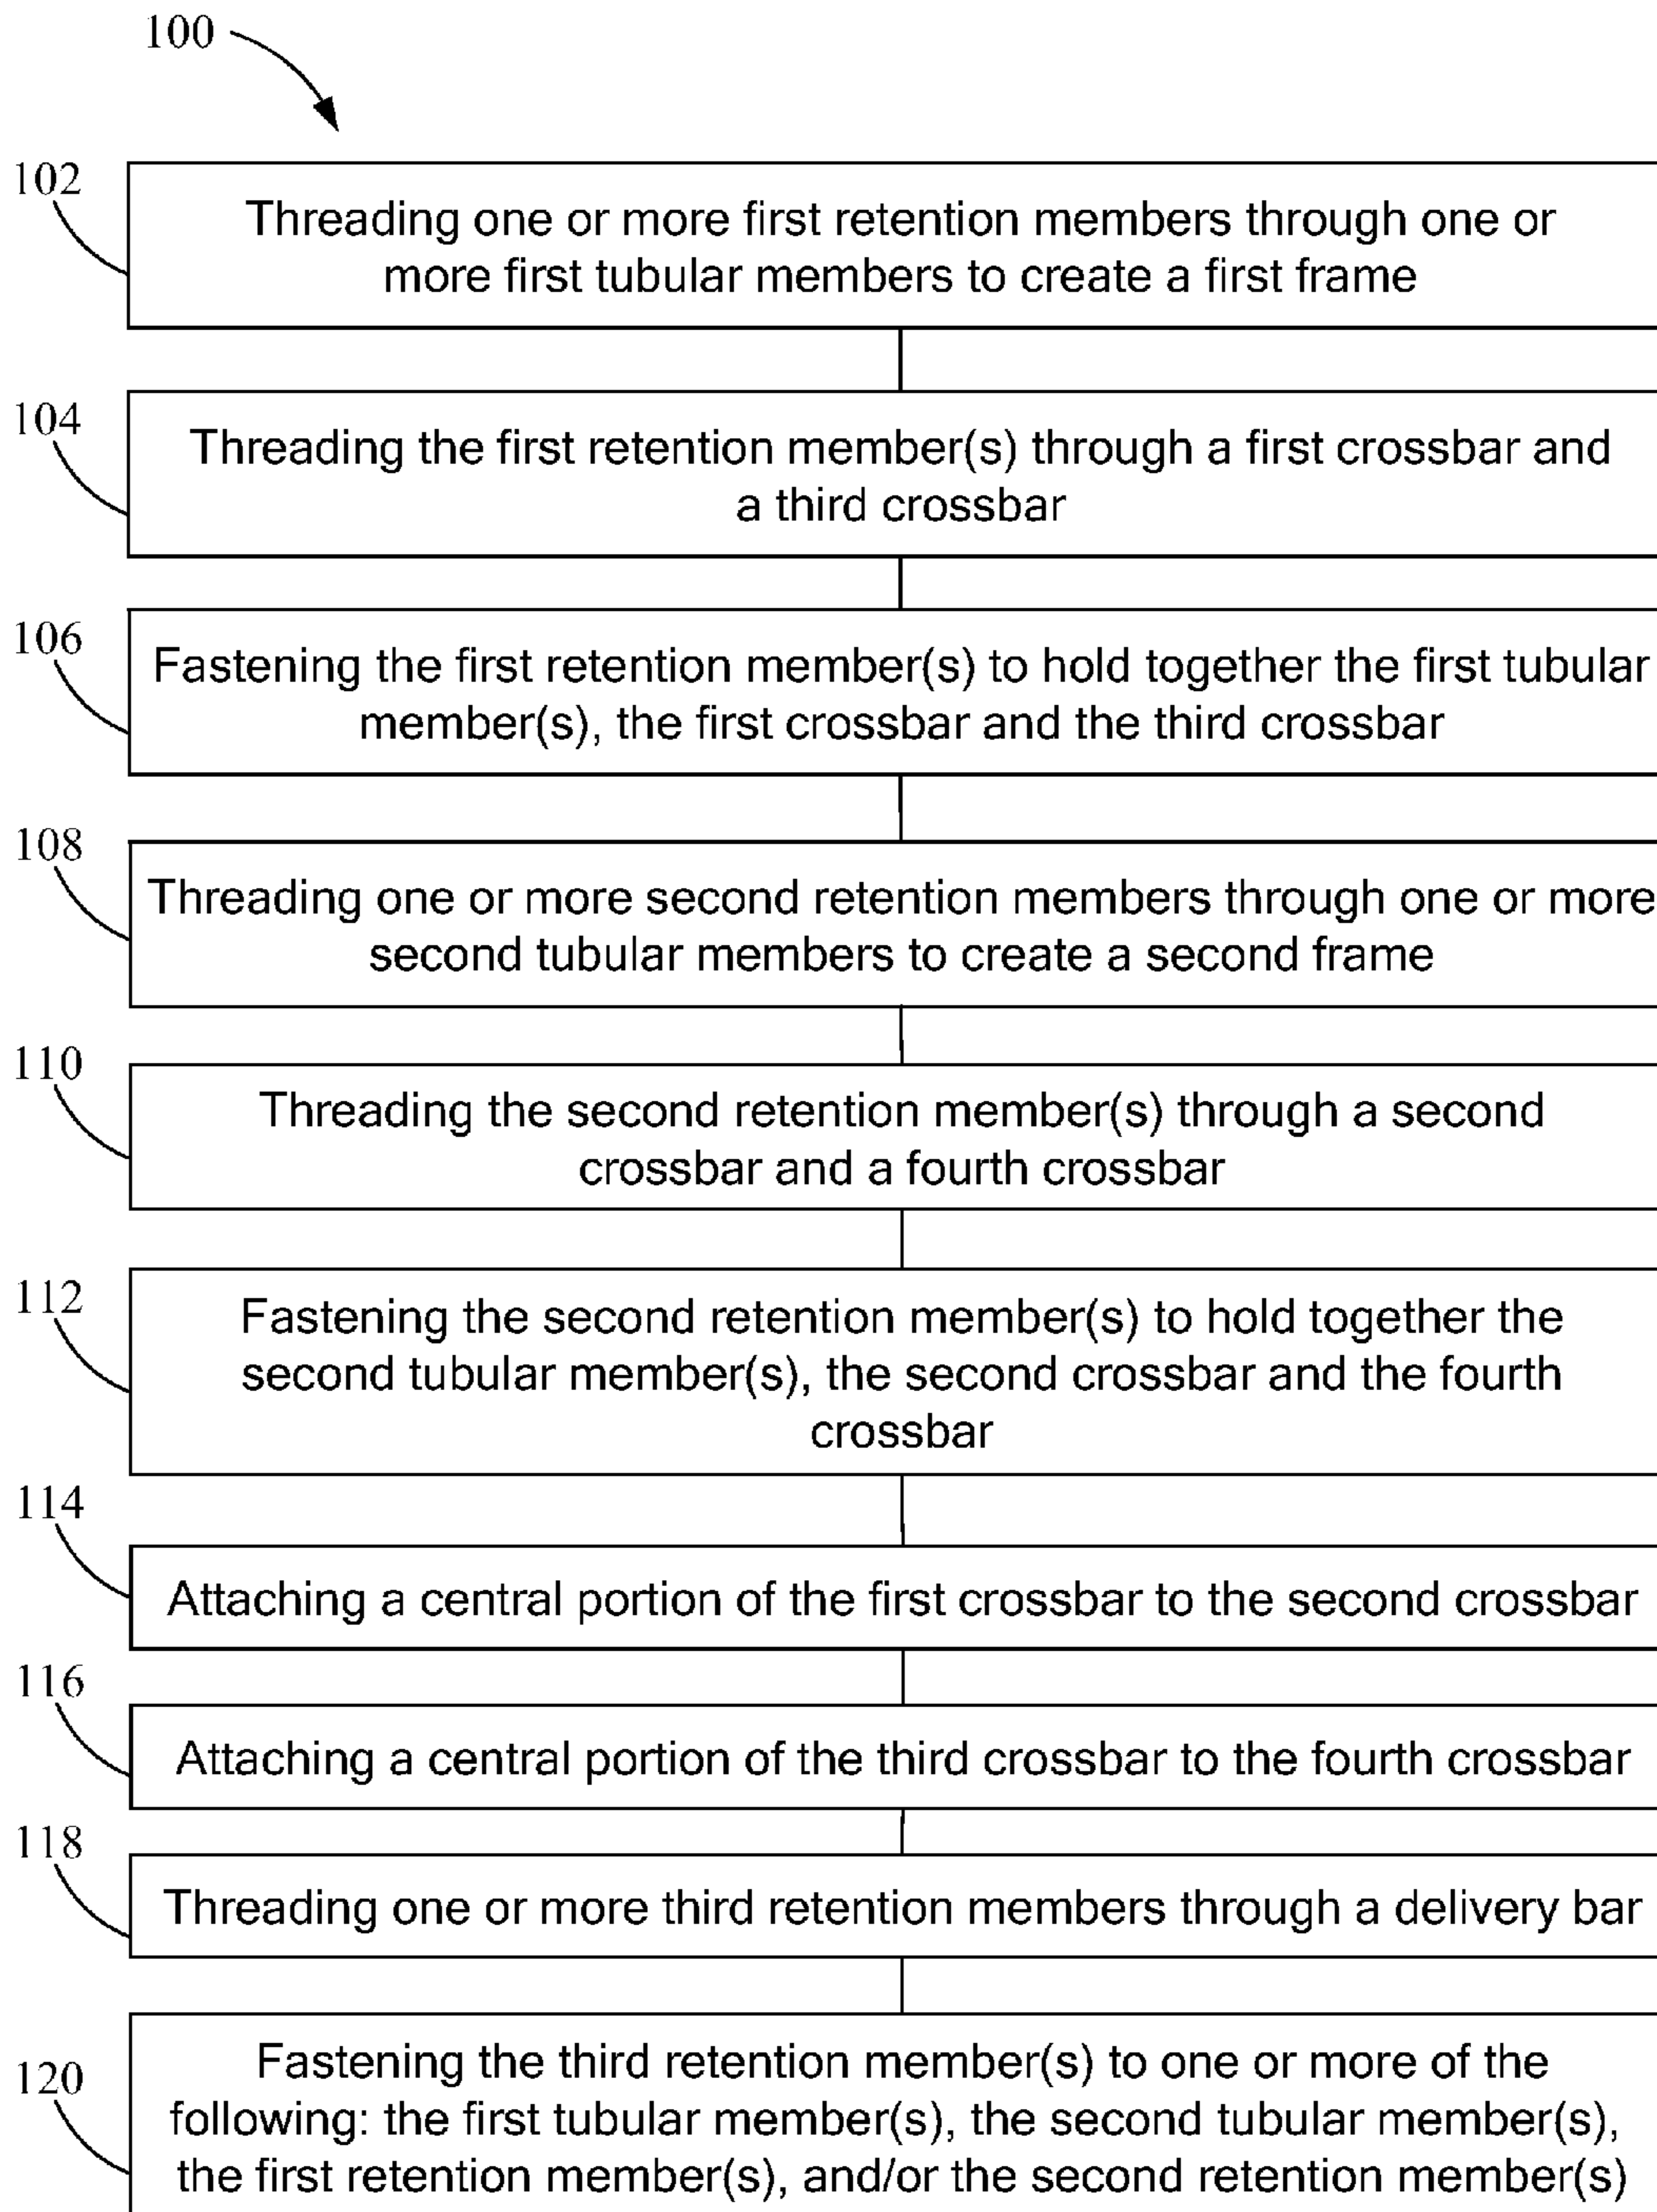 100
102
Threading one or more first retention members through one or
more first tubular members to create a first frame
104
Threading the first retention member(s) through a first crossbar and
a third crossbar
106
Fastening the first retention member(s) to hold together the first tubular
member(s), the first crossbar and the third crossbar
108
Threading one or more second retention members through one or more
second tubular members to create a second frame
110
Threading the second retention member(s) through a second
crossbar and a fourth crossbar
112
Fastening the second retention member(s) to hold together the
second tubular member(s), the second crossbar and the fourth
crossbar
114
Attaching a central portion of the first crossbar to the second crossbar
116
Attaching a central portion of the third crossbar to the fourth crossbar
118
Threading one or more third retention members through a delivery bar
120
Fastening the third retention member(s) to one or more of the
following: the first tubular member(s), the second tubular member(s),
the first retention member(s), and/or the second retention member(s)